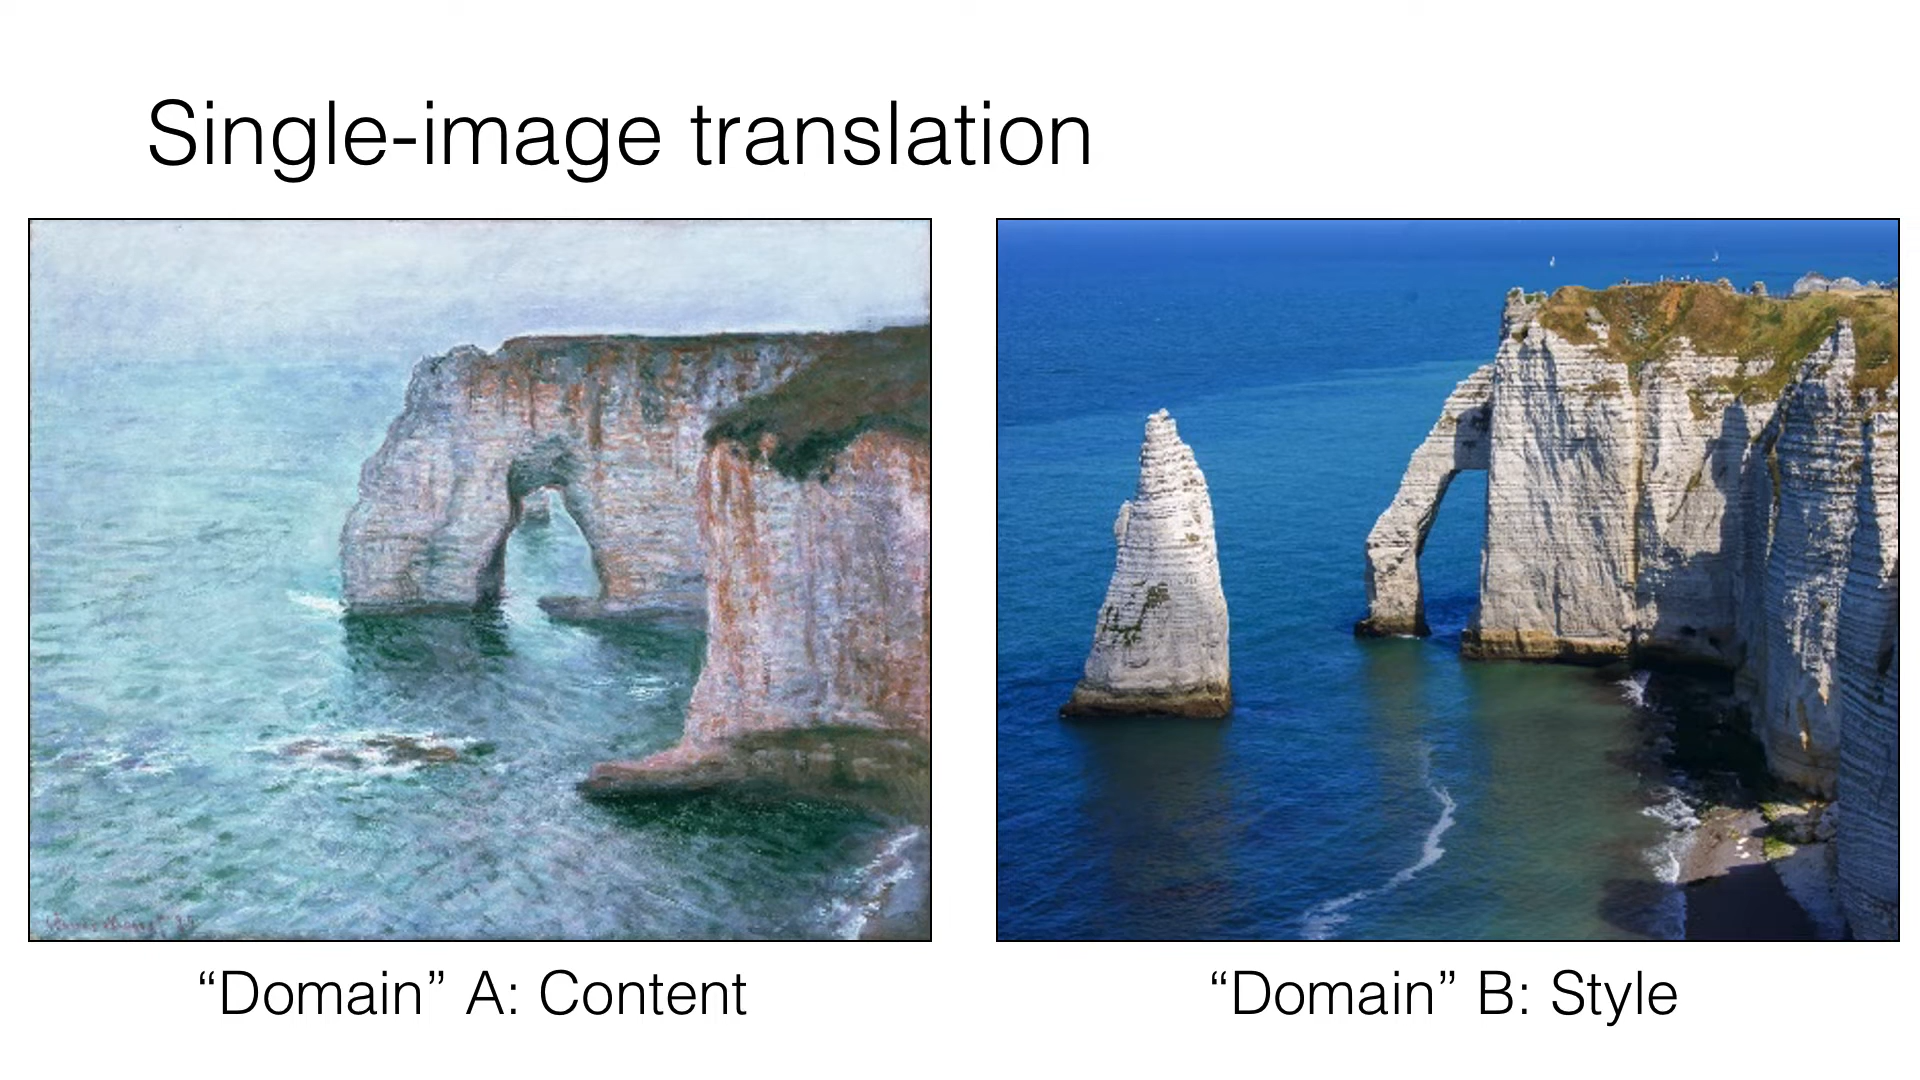 Single-image translation
“Domain” A: Content
“Domain” B: Style